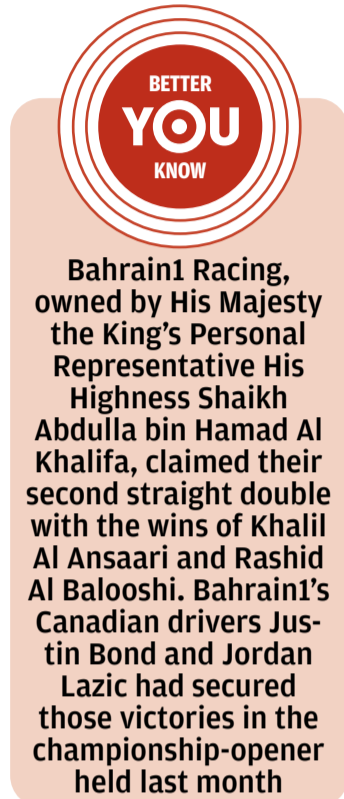 BETTER
YOU
KNOW
Bahrain1 Racing,
owned by His Majesty
the King's Personal
Representative His
Highness Shaikh
Abdulla bin Hamad Al
Khalifa, claimed their
second straight double
with the wins of Khalil
Al Ansaari and Rashid
Al Balooshi. Bahrain1's
Canadian drivers Jus-
tin Bond and Jordan
Lazic had secured
those victories in the
championship-opener
held last month